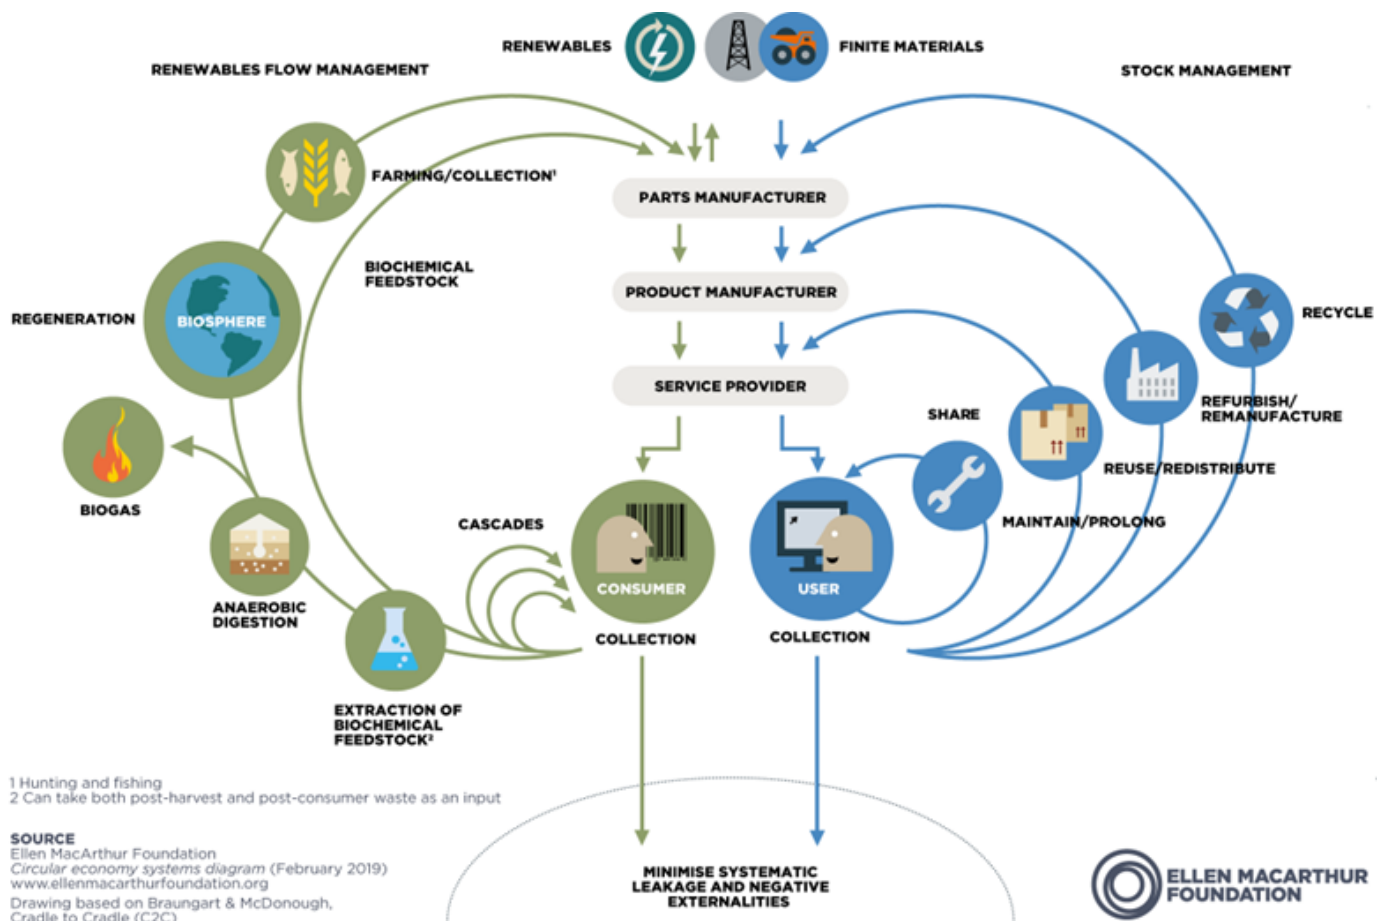 RENEWABLES
FINITE MATERIALS
RENEWABLES FLOW MANAGEMENT
STOCK MANAGEMENT
FARMING/COLLECTION¹
PARTS MANUFACTURER
BIOCHEMICAL
FEEDSTOCK
PRODUCT MANUFACTURER
REGENERATION
BIOSPHERE
RECYCLE
SERVICE PROVIDER
SHARE
REFURBISH/
REMANUFACTURE
REUSE/REDISTRIBUTE
BIOGAS
CASCADES
MAINTAIN/PROLONG
CONSUMER
USER
ANAEROBIC
DIGESTION
COLLECTION
COLLECTION
EXTRACTION OF
BIOCHEMICAL
FEEDSTOCK²
1 Hunting and fishing
2 Can take both post-harvest and post-consumer waste as an input
SOURCE
Ellen MacArthur Foundation
Circular economy systems diagram (February 2019)
www.ellenmacarthurfoundation.org
Drawing based on Braungart & McDonough,
Cradle to Cradle (C2C)
MINIMISE SYSTEMATIC
LEAKAGE AND NEGATIVE
EXTERNALITIES
ELLEN MACARTHUR
FOUNDATION